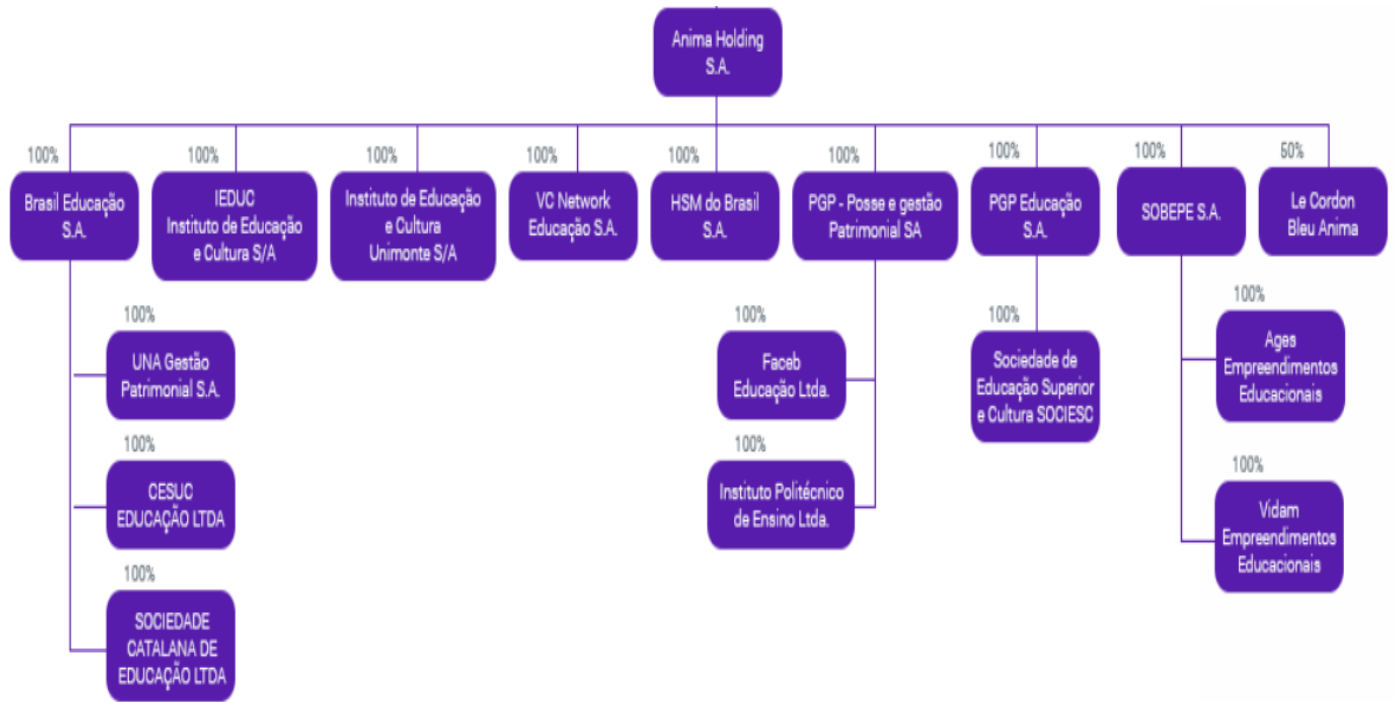 Anima Holding
S.A.
100%
Brasil Educação
S.A.
100%
IEDUC
Instituto de Educação
e Cultura S/A
100%
Instituto de Educação
e Cultura
Unimonte S/A
100%
VC Network
Educação S.A.
100%
HSM do Brasil
S.A.
100%
PGP - Posse e gestão
Patrimonial SA
100%
PGP Educação
S.A.
100%
SOBEPE S.A.
50%
Le Cordon
Bleu Anima
100%
UNA Gestão
Patrimonial S.A.
100%
CESUC
EDUCAÇÃO LTDA
100%
SOCIEDADE
CATALANA DE
EDUCAÇÃO LTDA
100%
Faceb
Educação Ltda.
100%
Instituto Politécnico
de Ensino Ltda.
100%
Sociedade de
Educação Superior
e Cultura SOCIESC
100%
Ages
Empreendimentos
Educacionais
100%
Vidam
Empreendimentos
Educacionais